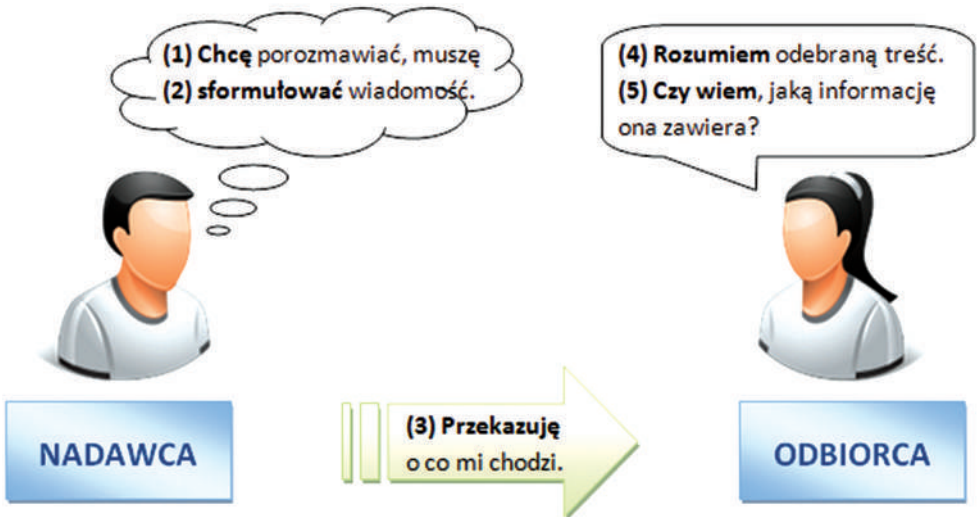 (1) Chcę porozmawiać, muszę
(2) sformułować wiadomość.
(4) Rozumiem odebraną treść.
(5) Czy wiem, jaką informację
ona zawiera?
NADAWCA
(3) Przekazuję
o co mi chodzi.
ODBIORCA